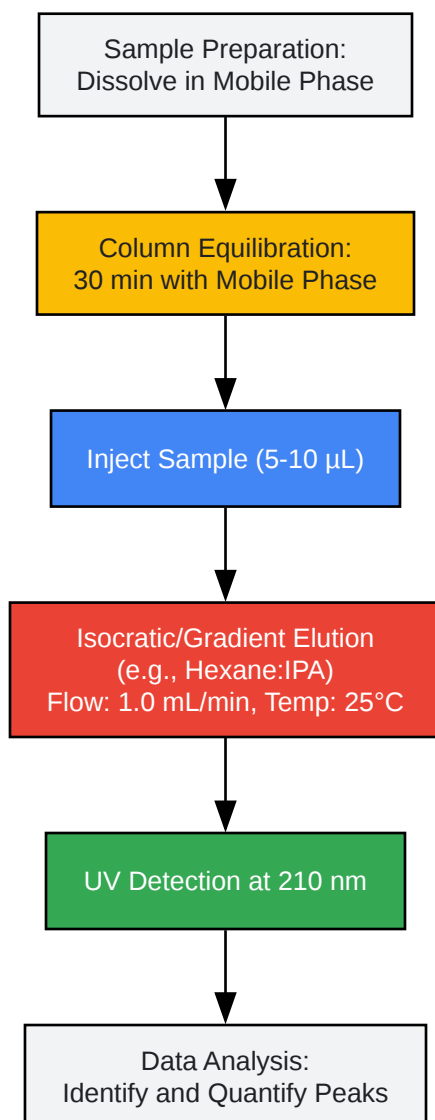 Sample Preparation:
Dissolve in Mobile Phase
Column Equilibration:
30 min with Mobile Phase
Inject Sample (5-10 µL)
Isocratic/Gradient Elution
(e.g., Hexane:IPA)
Flow: 1.0 mL/min, Temp: 25°C
UV Detection at 210 nm
Data Analysis:
Identify and Quantify Peaks